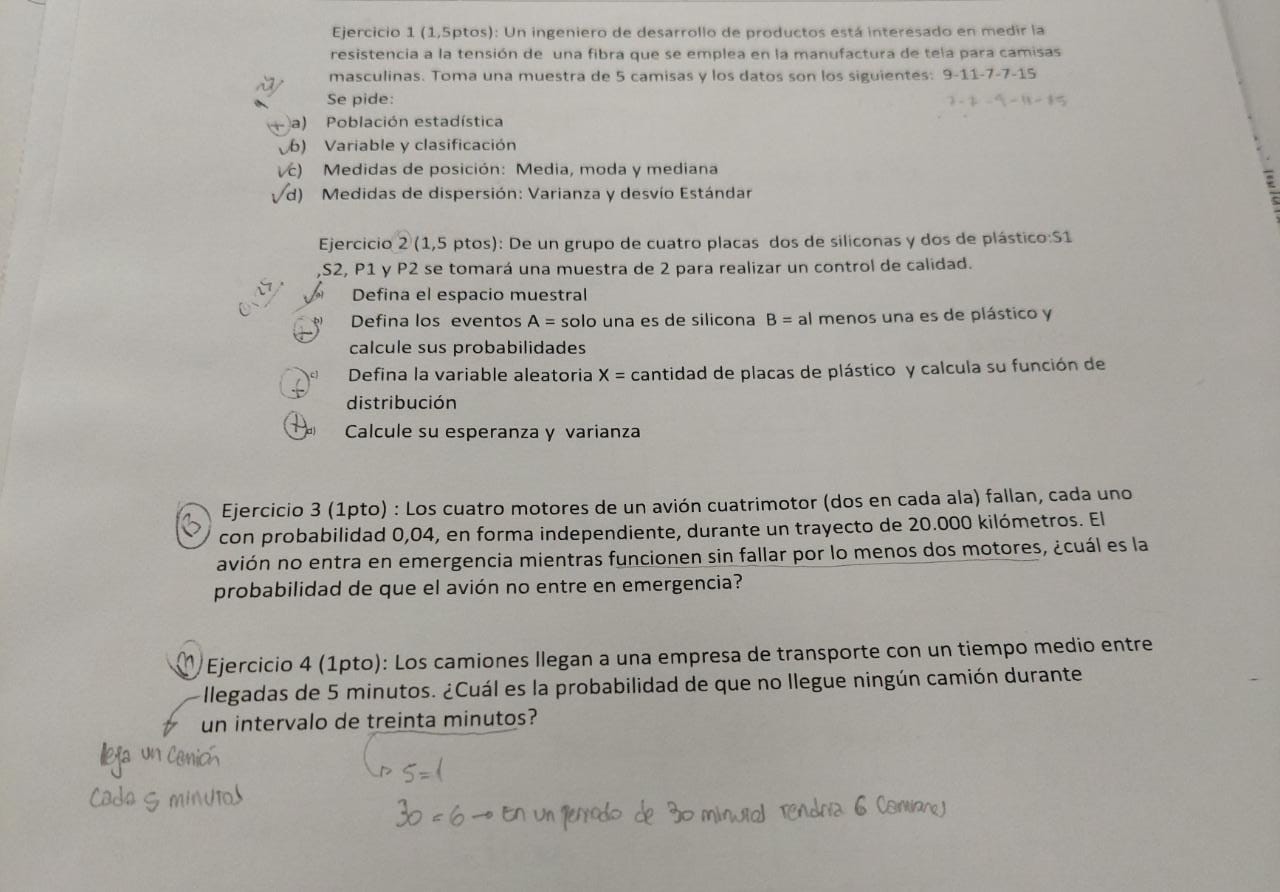 Ejercicio 1 (1,5ptos): Un ingeniero de desarrollo de productos está interesado en medir la
resistencia a la tensión de una fibra que se emplea en la manufactura de tela para camisas
masculinas. Toma una muestra de 5 camisas y los datos son los siguientes: 9-11-7-7-15
Se pide:
7-7-9-11-15
a) Población estadística
b) Variable y clasificación
c) Medidas de posición: Media, moda y mediana
d) Medidas de dispersión: Varianza y desvío Estándar
Ejercicio 2 (1,5 ptos): De un grupo de cuatro placas dos de siliconas y dos de plástico:S1
,S2, P1 y P2 se tomará una muestra de 2 para realizar un control de calidad.
a) Defina el espacio muestral
b) Defina los eventos A = solo una es de silicona B = al menos una es de plástico y
calcule sus probabilidades
c) Defina la variable aleatoria X = cantidad de placas de plástico y calcula su función de
distribución
d) Calcule su esperanza y varianza
Ejercicio 3 (1pto) : Los cuatro motores de un avión cuatrimotor (dos en cada ala) fallan, cada uno
con probabilidad 0,04, en forma independiente, durante un trayecto de 20.000 kilómetros. El
avión no entra en emergencia mientras funcionen sin fallar por lo menos dos motores, ¿cuál es la
probabilidad de que el avión no entre en emergencia?
Ejercicio 4 (1pto): Los camiones llegan a una empresa de transporte con un tiempo medio entre
llegadas de 5 minutos. ¿Cuál es la probabilidad de que no llegue ningún camión durante
un intervalo de treinta minutos?
llega un camión
cada 5 minutos
5=1
30=6→ En un periodo de 30 minutos tendria 6 Camiones